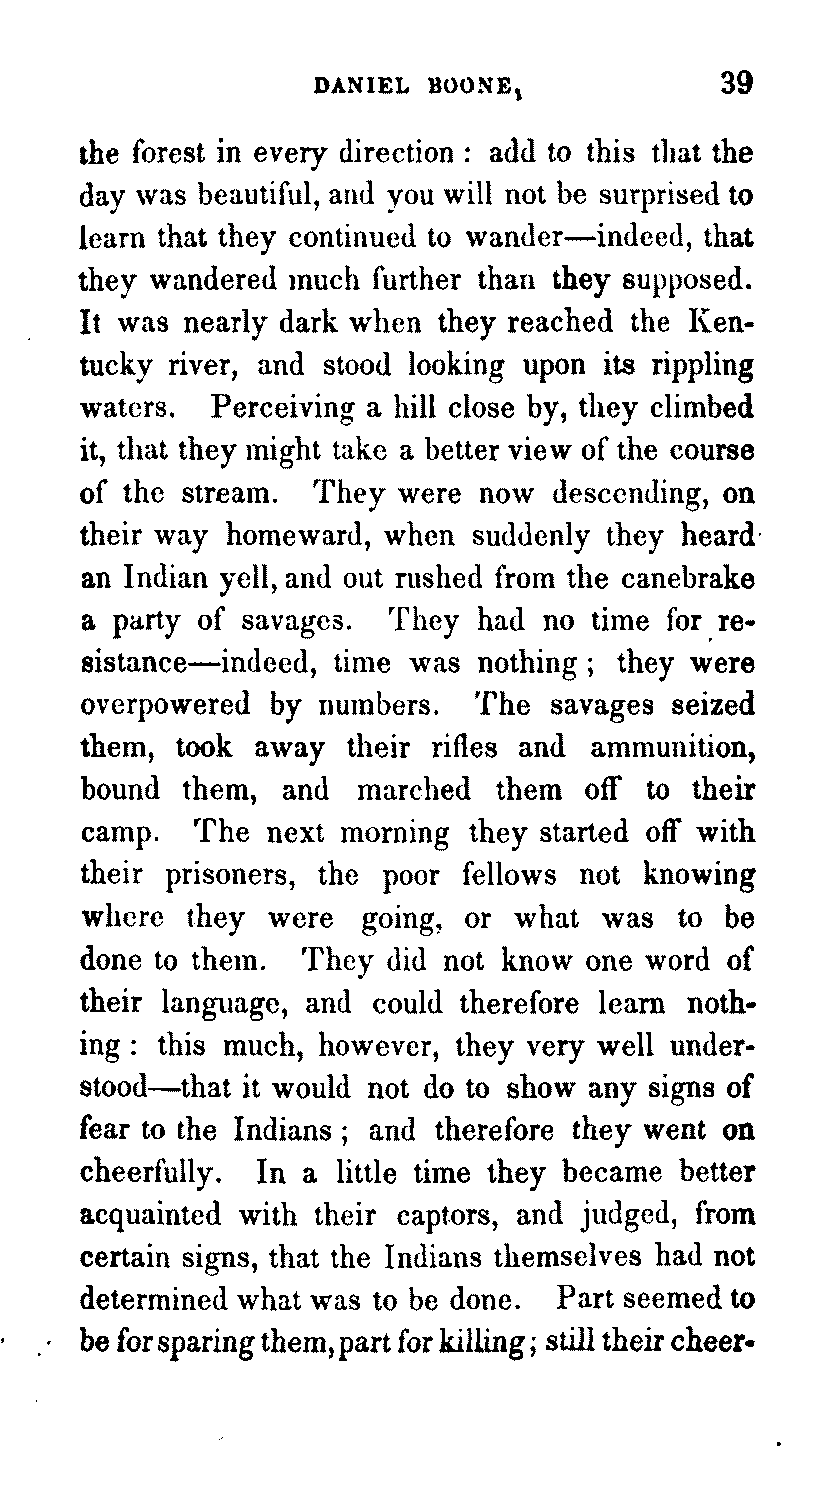 DANIEL BOONE, 39
the forest in every direction : add to this that the
day was beautiful, and you will not be surprised to
learn that they continued to wander—indeed, that
they wandered much further than they supposed.
It was nearly dark when they reached the Ken-
tucky river, and stood looking upon its rippling
waters. Perceiving a hill close by, they climbed
it, that they might take a better view of the course
of the stream. They were now descending, on
their way homeward, when suddenly they heard
an Indian yell, and out rushed from the canebrake
a party of savages. They had no time for re-
sistance—indeed, time was nothing ; they were
overpowered by numbers. The savages seized
them, took away their rifles and ammunition,
bound them, and marched them off to their
camp. The next morning they started off with
their prisoners, the poor fellows not knowing
where they were going, or what was to be
done to them. They did not know one word of
their language, and could therefore learn noth-
ing : this much, however, they very well under-
stood—that it would not do to show any signs of
fear to the Indians ; and therefore they went on
cheerfully. In a little time they became better
acquainted with their captors, and judged, from
certain signs, that the Indians themselves had not
determined what was to be done. Part seemed to
be for sparing them, part for killing ; still their cheer-